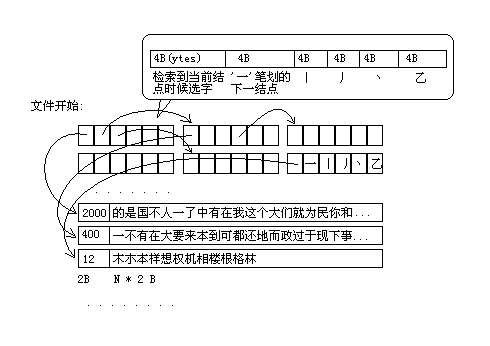 4B(ytes) 4B 4B 4B 4B 4B
检索到当前结 '一'笔划的 丨 丿 丶 乙
点时候选字 下一结点
文件开始:
一 丨 丿 丶 乙
. . . . . . . .
2000 的是国不人一了中有在我这个大们就为民你和...
400 一不有在大要来本到可都还地而政过于现下事...
12 木朩本样想权机相楼根格林
2B N * 2 B
. . . . . . . .